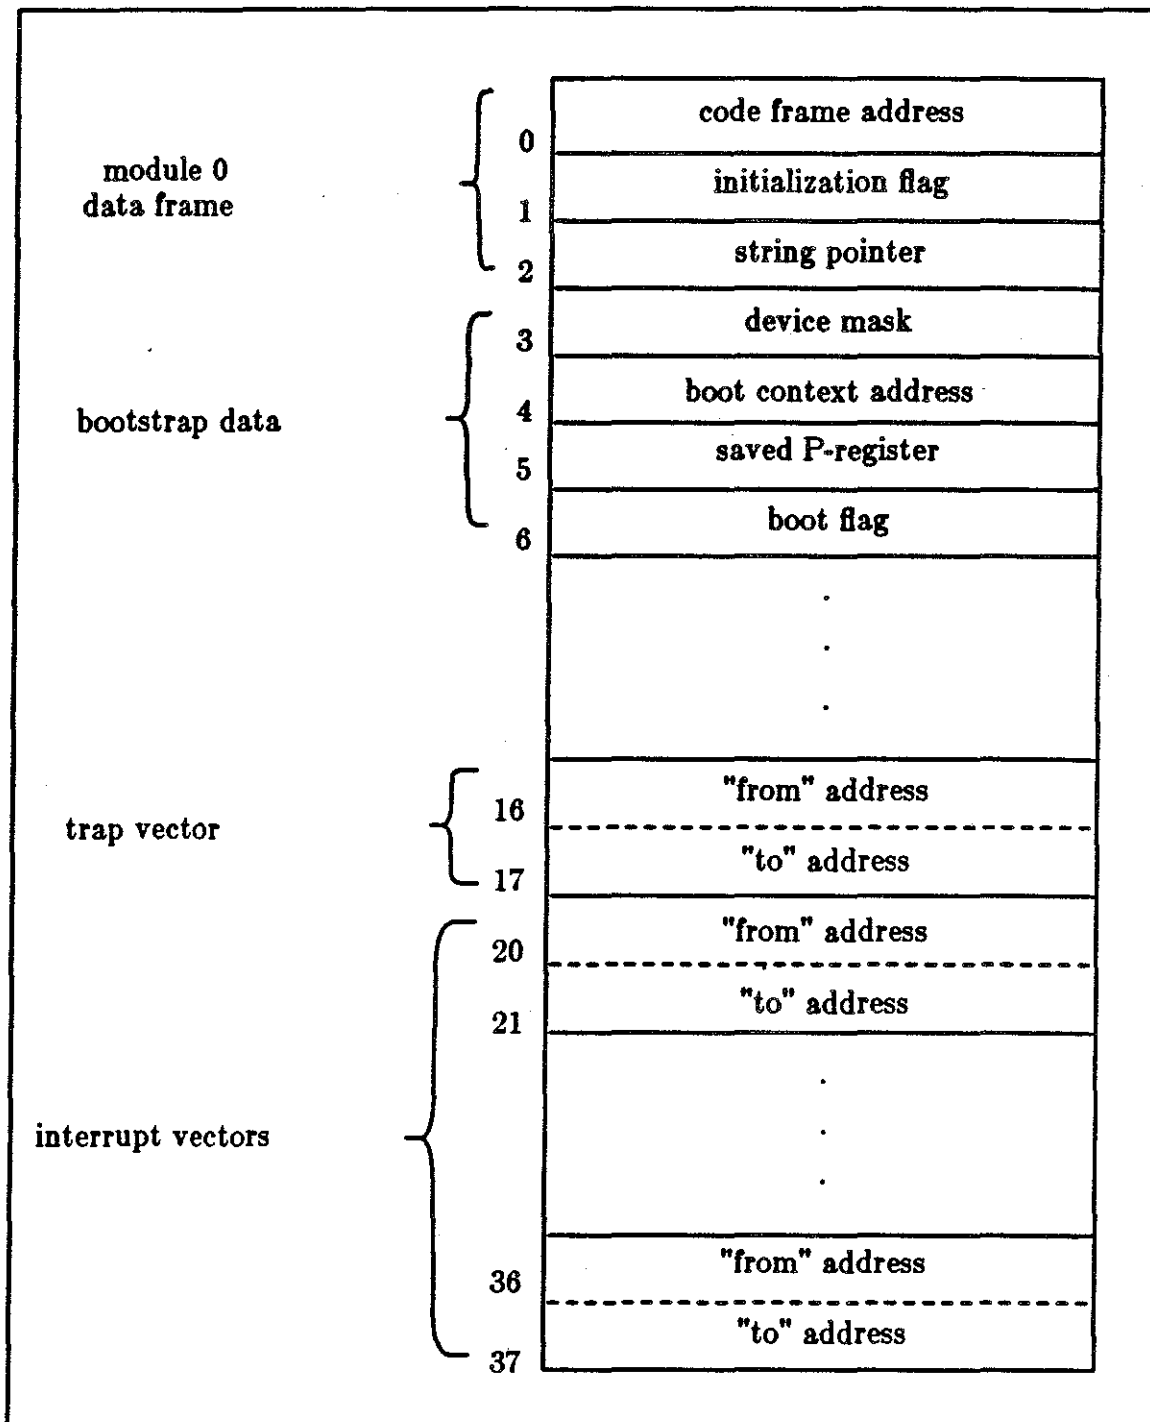 code frame address
0
module 0
data frame
initialization flag
1
string pointer
2
device mask
3
boot context address
4
bootstrap data
saved P-register
5
boot flag
6
"from" address
16
trap vector
"to" address
17
"from" address
20
"to" address
21
interrupt vectors
"from" address
36
"to" address
37